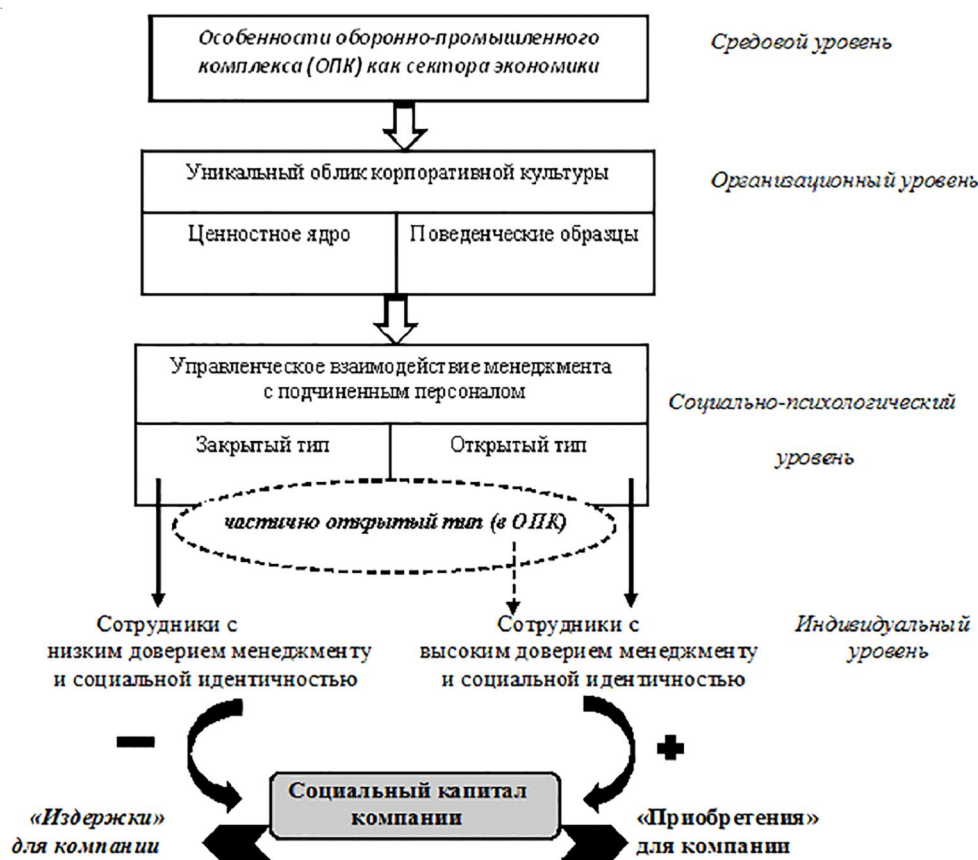 Особенности оборонно-промышленного
комплекса (ОПК) как сектора экономики
Средовой уровень
Уникальный облик корпоративной культуры
Организационный уровень
Ценностное ядро
Поведенческие образцы
Управленческое взаимодействие менеджмента
с подчиненным персоналом
Социально-психологический
уровень
Закрытый тип
Открытый тип
частично открытый тип (в ОПК)
Сотрудники с
низким доверием менеджменту
и социальной идентичностью
Сотрудники с
высоким доверием менеджменту
и социальной идентичностью
Индивидуальный
уровень
–
+
Социальный капитал
компании
«Издержки»
для компании
«Приобретения»
для компании